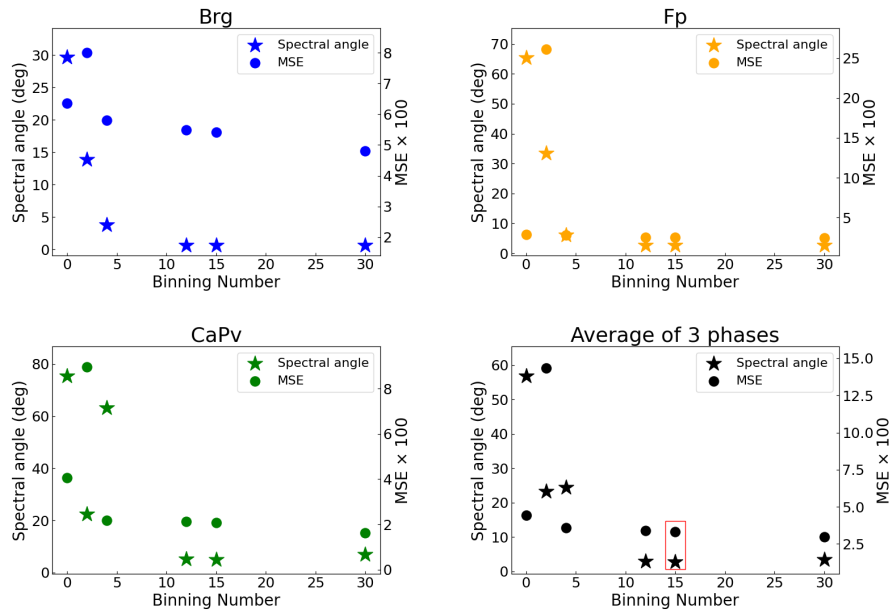 Brg
Spectral angle (deg)
30
25
20
15
10
5
0
Spectral angle
MSE
8
7
6
5
4
3
2
MSE × 100
0 5 10 15 20 25 30
Binning Number
Fp
Spectral angle (deg)
70
60
50
40
30
20
10
0
Spectral angle
MSE
25
20
15
10
5
MSE × 100
0 5 10 15 20 25 30
Binning Number
CaPv
Spectral angle (deg)
80
60
40
20
0
Spectral angle
MSE
8
6
4
2
0
MSE × 100
0 5 10 15 20 25 30
Binning Number
Average of 3 phases
Spectral angle (deg)
60
50
40
30
20
10
0
Spectral angle
MSE
15.0
12.5
10.0
7.5
5.0
2.5
MSE × 100
0 5 10 15 20 25 30
Binning Number